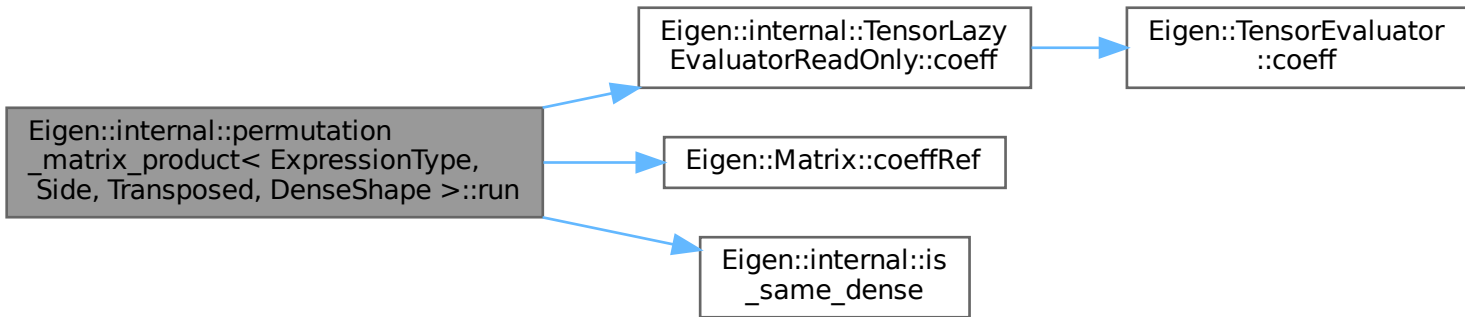 Eigen::internal::permutation
_matrix_product< ExpressionType,
_Side, Transposed, DenseShape >::run
Eigen::internal::TensorLazy
EvaluatorReadOnly::coeff
Eigen::TensorEvaluator
::coeff
Eigen::Matrix::coeffRef
Eigen::internal::is
_same_dense